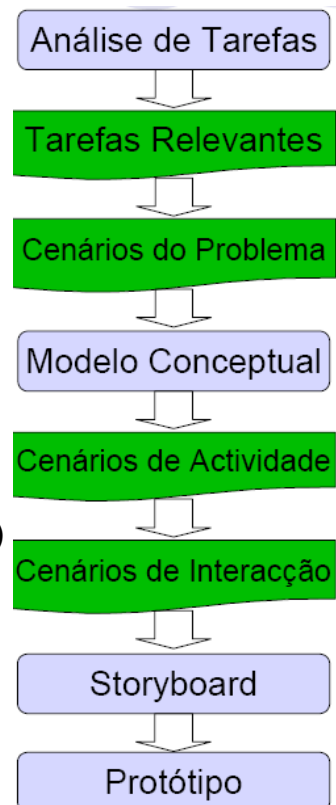 Análise de Tarefas
Tarefas Relevantes
Cenários do Problema
Modelo Conceptual
Cenários de Actividade
)
Cenários de Interacção
Storyboard
Protótipo